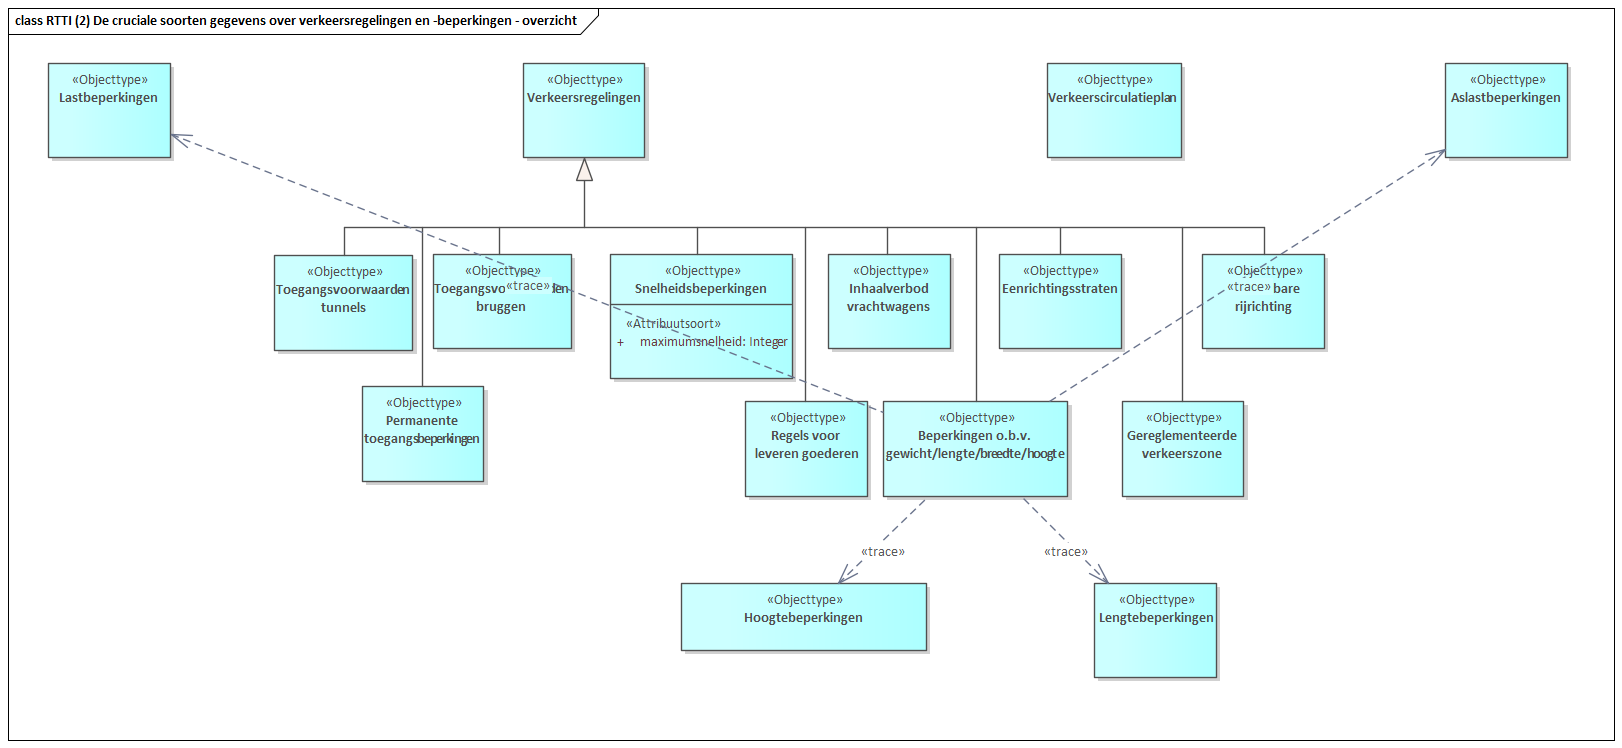 class RTTI (2) De cruciale soorten gegevens over verkeersregelingen en -beperkingen - overzicht
«Objecttype»
Lastbeperkingen
«Objecttype»
Verkeersregelingen
«Objecttype»
Verkeerscirculatieplan
«Objecttype»
Aslastbeperkingen
«Objecttype»
Toegangsvoorwaarden
tunnels
«Objecttype»
bruggen
«trace»
«Objecttype»
Snelheidsbeperkingen
«Attribuutsoort»
+ maximumsnelheid: Integer
«Objecttype»
Inhaalverbod
vrachtwagens
«Objecttype»
Eenrichtingsstraten
«Objecttype»
«trace» bare
rijrichting
«Objecttype»
Permanente
toegangsbeperkingen
«Objecttype»
Regels voor
leveren goederen
«Objecttype»
Beperkingen o.b.v.
gewicht/lengte/breedte/hoogte
«Objecttype»
Gereglementeerde
verkeerszone
«trace»
«trace»
«Objecttype»
Hoogtebeperkingen
«Objecttype»
Lengtebeperkingen